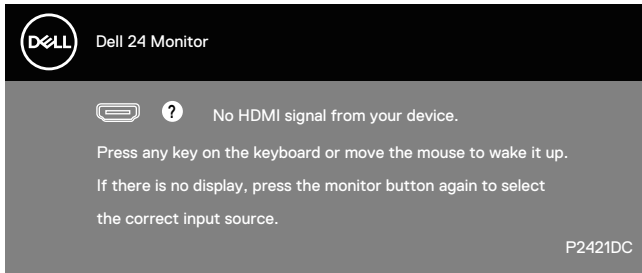 DELL
Dell 24 Monitor
? No HDMI signal from your device.
Press any key on the keyboard or move the mouse to wake it up.
If there is no display, press the monitor button again to select
the correct input source.
P2421DC